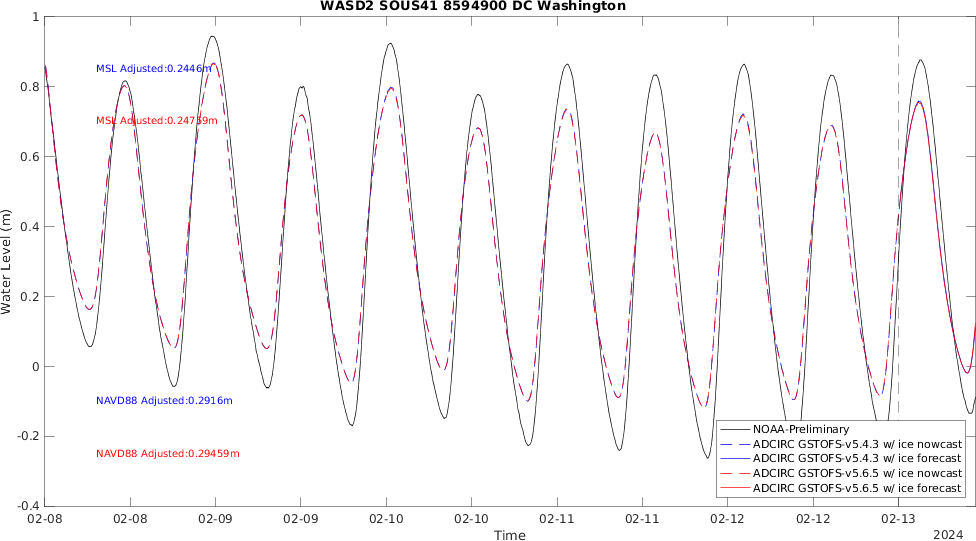 WASD2 SOUS41 8594900 DC Washington
1
0.8
0.6
0.4
0.2
0
-0.2
-0.4
Water Level (m)
MSL Adjusted:0.2446m
MSL Adjusted:0.24759m
NAVD88 Adjusted:0.2916m
NAVD88 Adjusted:0.29459m
NOAA-Preliminary
ADCIRC GSTOFS-v5.4.3 w/ ice nowcast
ADCIRC GSTOFS-v5.4.3 w/ ice forecast
ADCIRC GSTOFS-v5.6.5 w/ ice nowcast
ADCIRC GSTOFS-v5.6.5 w/ ice forecast
02-08 02-08 02-09 02-09 02-10 02-10 02-11 02-11 02-12 02-12 02-13
Time
2024